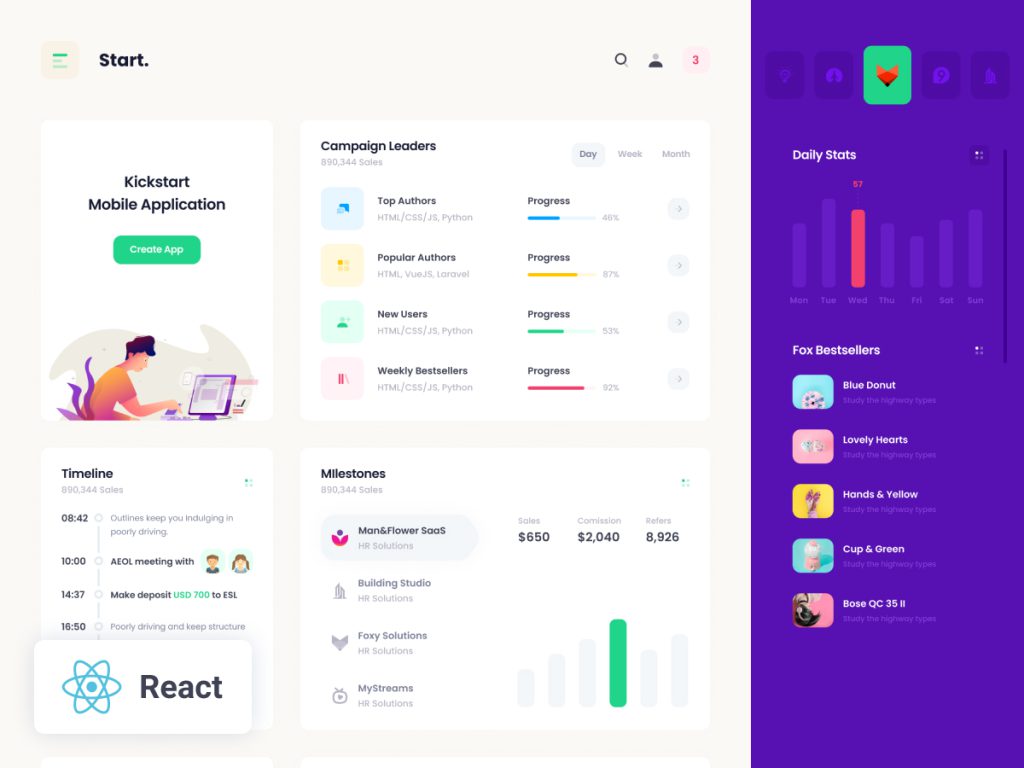 Start.
3
Kickstart
Mobile Application
Create App
Campaign Leaders
890,344 Sales
Day Week Month
Top Authors
HTML/CSS/JS, Python
Progress
46%
Popular Authors
HTML, VueJS, Laravel
Progress
87%
New Users
HTML/CSS/JS, Python
Progress
53%
Weekly Bestsellers
HTML/CSS/JS, Python
Progress
92%
Timeline
890,344 Sales
08:42 Outlines keep you Indulging in
poorly driving.
10:00 AEOL meeting with
14:37 Make deposit USD 700 to ESL
16:50 Poorly driving and keep structure
React
MIlestones
890,344 Sales
Man&Flower SaaS
HR Solutions
Building Studio
HR Solutions
Foxy Solutions
HR Solutions
MyStreams
HR Solutions
Sales Comission Refers
$650 $2,040 8,926
Daily Stats
57
Mon Tue Wed Thu Fri Sat Sun
Fox Bestsellers
Blue Donut
Study the highway types
Lovely Hearts
Study the highway types
Hands & Yellow
Study the highway types
Cup & Green
Study the highway types
Bose QC 35 II
Study the highway types